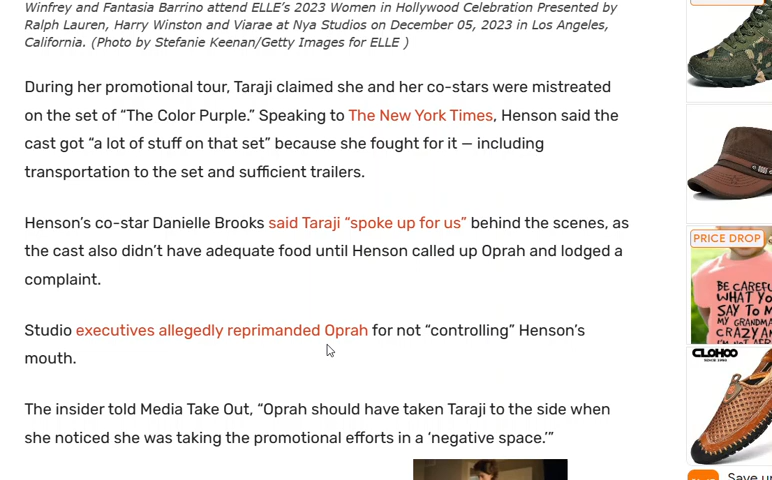 Winfrey and Fantasia Barrino attend ELLE's 2023 Women in Hollywood Celebration Presented by
Ralph Lauren, Harry Winston and Viarae at Nya Studios on December 05, 2023 in Los Angeles,
California. (Photo by Stefanie Keenan/Getty Images for ELLE )
During her promotional tour, Taraji claimed she and her co-stars were mistreated
on the set of “The Color Purple.” Speaking to The New York Times, Henson said the
cast got “a lot of stuff on that set” because she fought for it — including
transportation to the set and sufficient trailers.
Henson’s co-star Danielle Brooks said Taraji “spoke up for us” behind the scenes, as
the cast also didn’t have adequate food until Henson called up Oprah and lodged a
complaint.
Studio executives allegedly reprimanded Oprah for not “controlling” Henson’s
mouth.
The insider told Media Take Out, “Oprah should have taken Taraji to the side when
she noticed she was taking the promotional efforts in a ‘negative space.’”
PRICE DROP
SAY TO
MY
CLOHOO
SINCE
Save